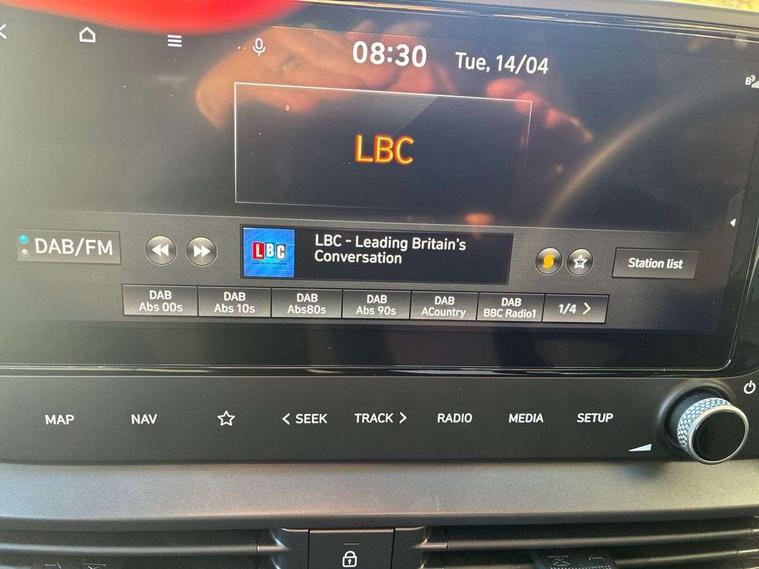 08:30 Tue, 14/04
LBC
DAB/FM
LBC
LBC - Leading Britain's
Conversation
Station list
DAB
Abs 00s
DAB
Abs 10s
DAB
Abs80s
DAB
Abs 90s
DAB
ACountry
DAB
BBC Radio1
1/4 >
MAP NAV < SEEK TRACK > RADIO MEDIA SETUP